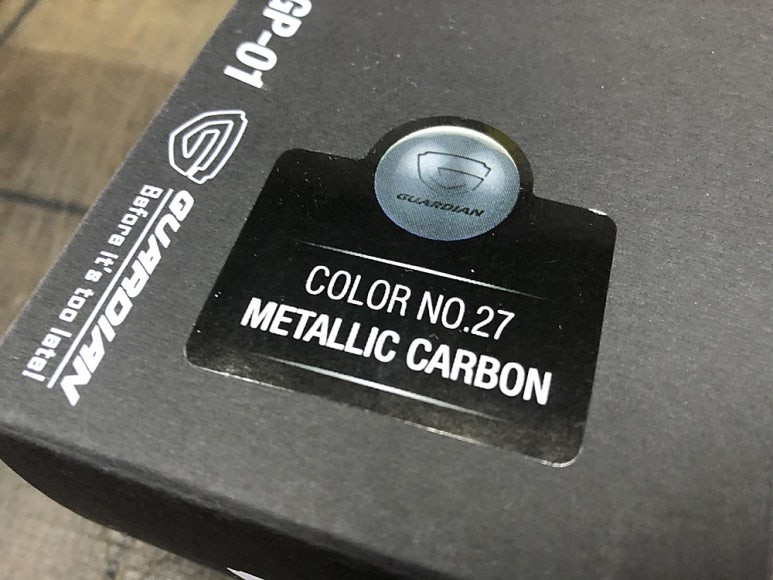 GP-01
GUARDIAN
Before it's too late!
GUARDIAN
COLOR NO.27
METALLIC CARBON